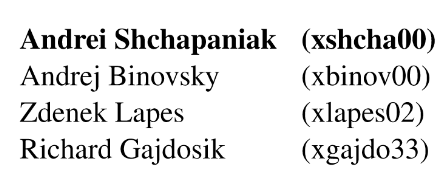 Andrei Shchapaniak (xshcha00)
Andrej Binovsky (xbinov00)
Zdenek Lapes (xlapes02)
Richard Gajdosik (xgajdo33)